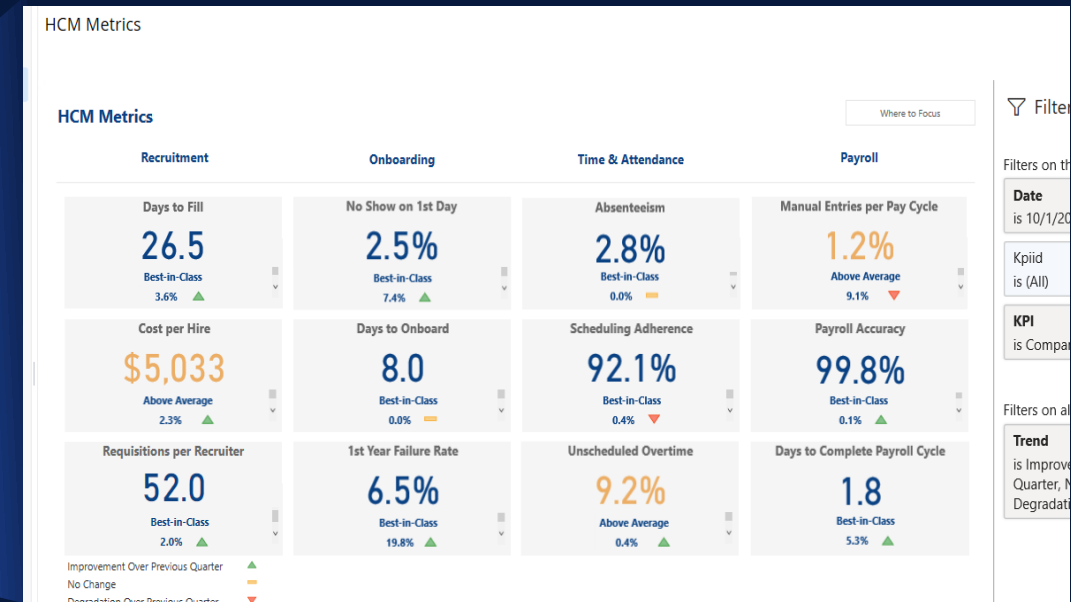 HCM Metrics
HCM Metrics
Where to Focus
Recruitment
Onboarding
Time & Attendance
Payroll
Days to Fill
26.5
Best-in-Class
3.6%
No Show on 1st Day
2.5%
Best-in-Class
7.4%
Absenteeism
2.8%
Best-in-Class
0.0%
Manual Entries per Pay Cycle
1.2%
Above Average
9.1%
Cost per Hire
$5,033
Above Average
2.3%
Days to Onboard
8.0
Best-in-Class
0.0%
Scheduling Adherence
92.1%
Best-in-Class
0.4%
Payroll Accuracy
99.8%
Best-in-Class
0.1%
Requisitions per Recruiter
52.0
Best-in-Class
2.0%
1st Year Failure Rate
6.5%
Best-in-Class
19.8%
Unscheduled Overtime
9.2%
Above Average
0.4%
Days to Complete Payroll Cycle
1.8
Best-in-Class
5.3%
Improvement Over Previous Quarter
No Change
Degradation Over Previous Quarter
Filter
Filters on th
Date
is 10/1/20
Kpiid
is (All)
KPI
is Compar
Filters on al
Trend
is Improve
Quarter, N
Degradati